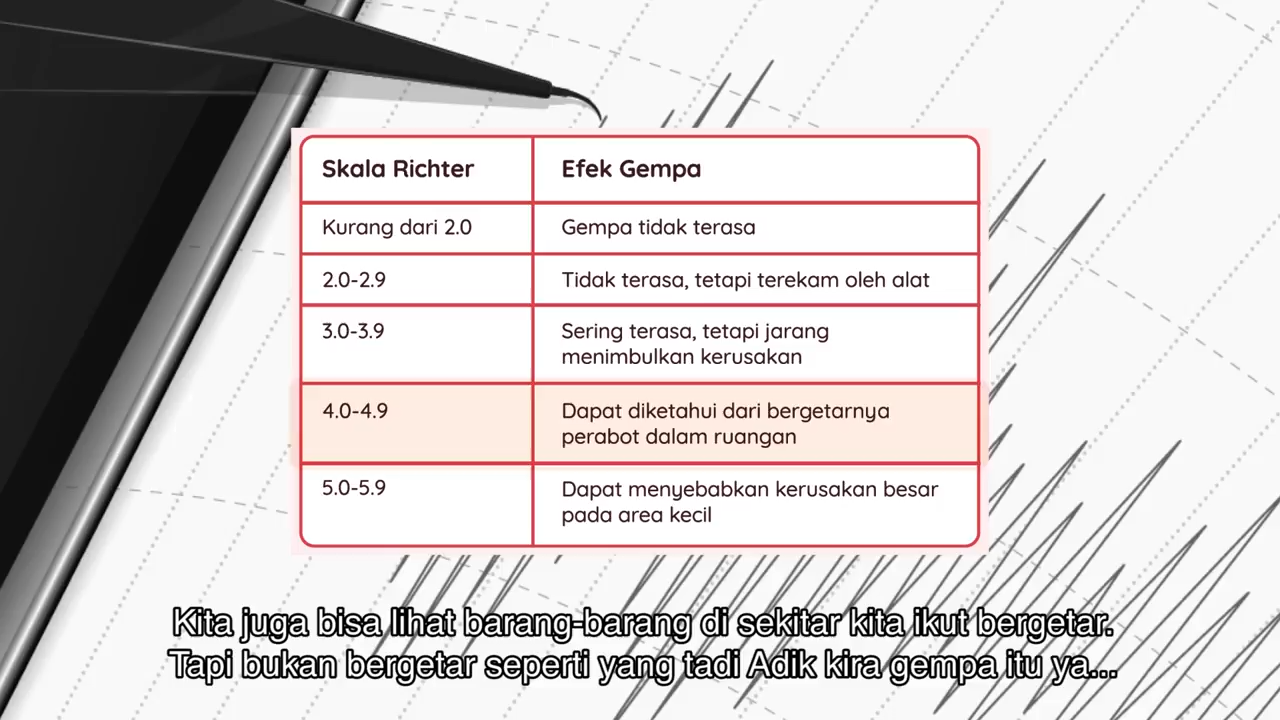 Skala Richter
Efek Gempa
Kurang dari 2.0
Gempa tidak terasa
2.0-2.9
Tidak terasa, tetapi terekam oleh alat
3.0-3.9
Sering terasa, tetapi jarang
menimbulkan kerusakan
4.0-4.9
Dapat diketahui dari bergetarnya
perabot dalam ruangan
5.0-5.9
Dapat menyebabkan kerusakan besar
pada area kecil
Kita juga bisa lihat barang-barang di sekitar kita ikut bergetar.
Tapi bukan bergetar seperti yang tadi Adik kira gempa itu ya...